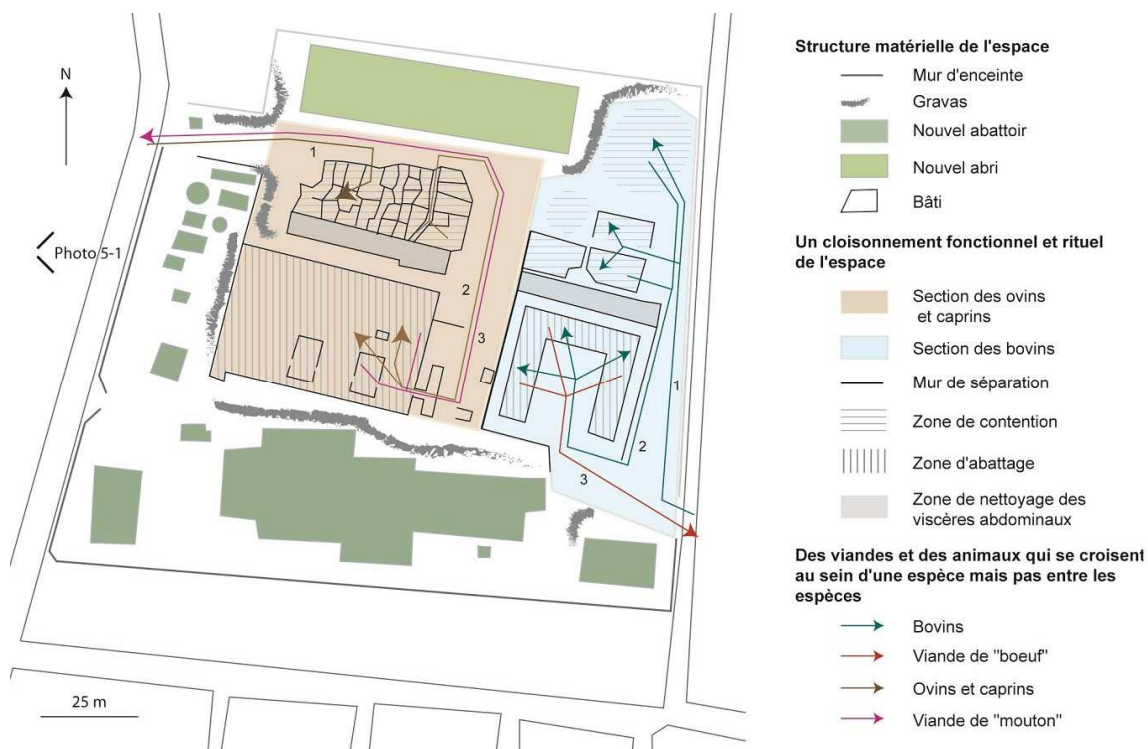 N
Photo 5-1
1
2
3
1
2
3
25 m
Structure matérielle de l'espace
Mur d'enceinte
Gravas
Nouvel abattoir
Nouvel abri
Bâti
Un cloisonnement fonctionnel et rituel
de l'espace
Section des ovins
et caprins
Section des bovins
Mur de séparation
Zone de contention
Zone d'abattage
Zone de nettoyage des
viscères abdominaux
Des viandes et des animaux qui se croisent
au sein d'une espèce mais pas entre les
espèces
Bovins
Viande de "boeuf"
Ovins et caprins
Viande de "mouton"